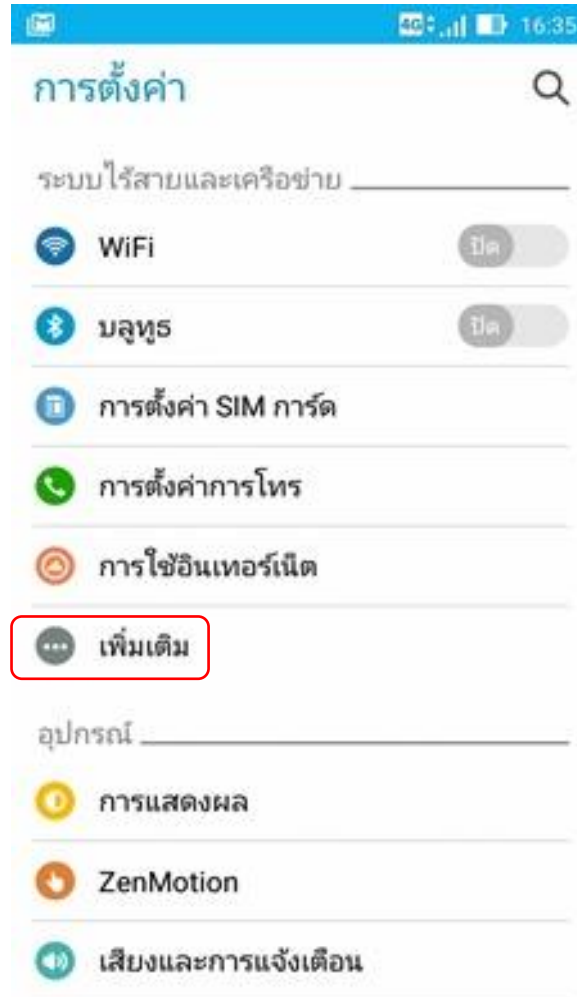 4G 16:35
การตั้งค่า
ระบบไร้สายและเครือข่าย
WiFi ปิด
บลูทูธ ปิด
การตั้งค่า SIM การ์ด
การตั้งค่าการโทร
การใช้อินเทอร์เน็ต
เพิ่มเติม
อุปกรณ์
การแสดงผล
ZenMotion
เสียงและการแจ้งเตือน